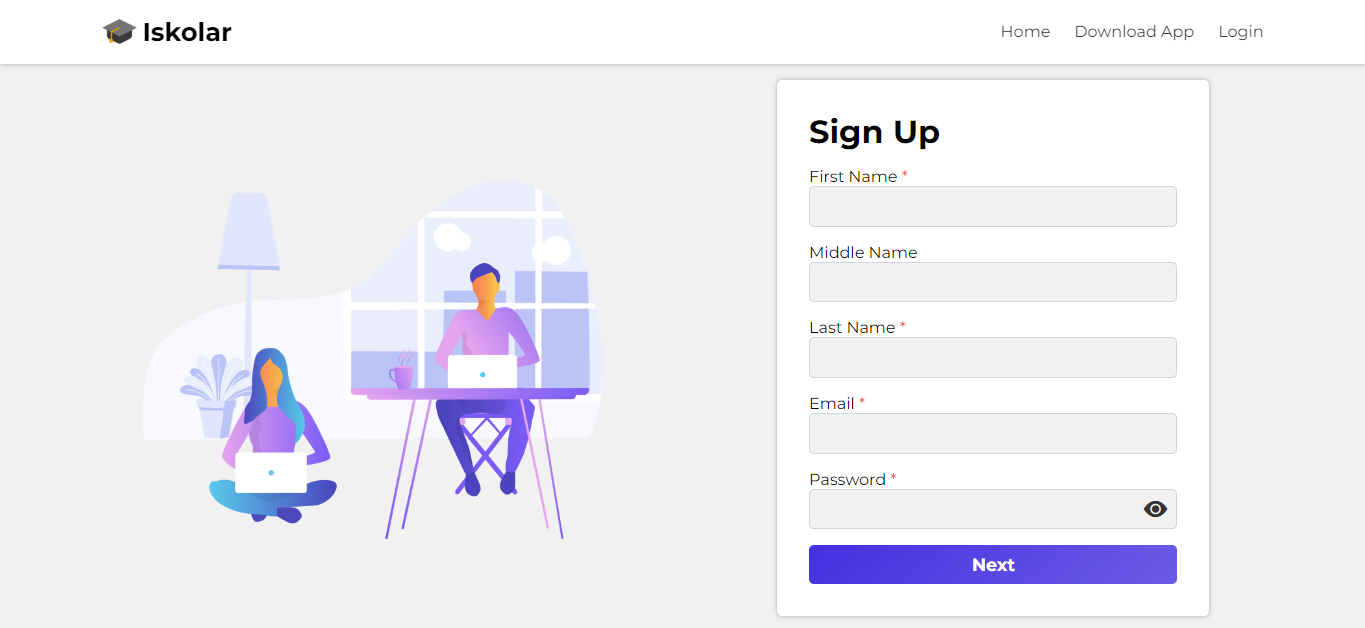 Iskolar
Home Download App Login
Sign Up
First Name *
Middle Name
Last Name *
Email *
Password *
Next